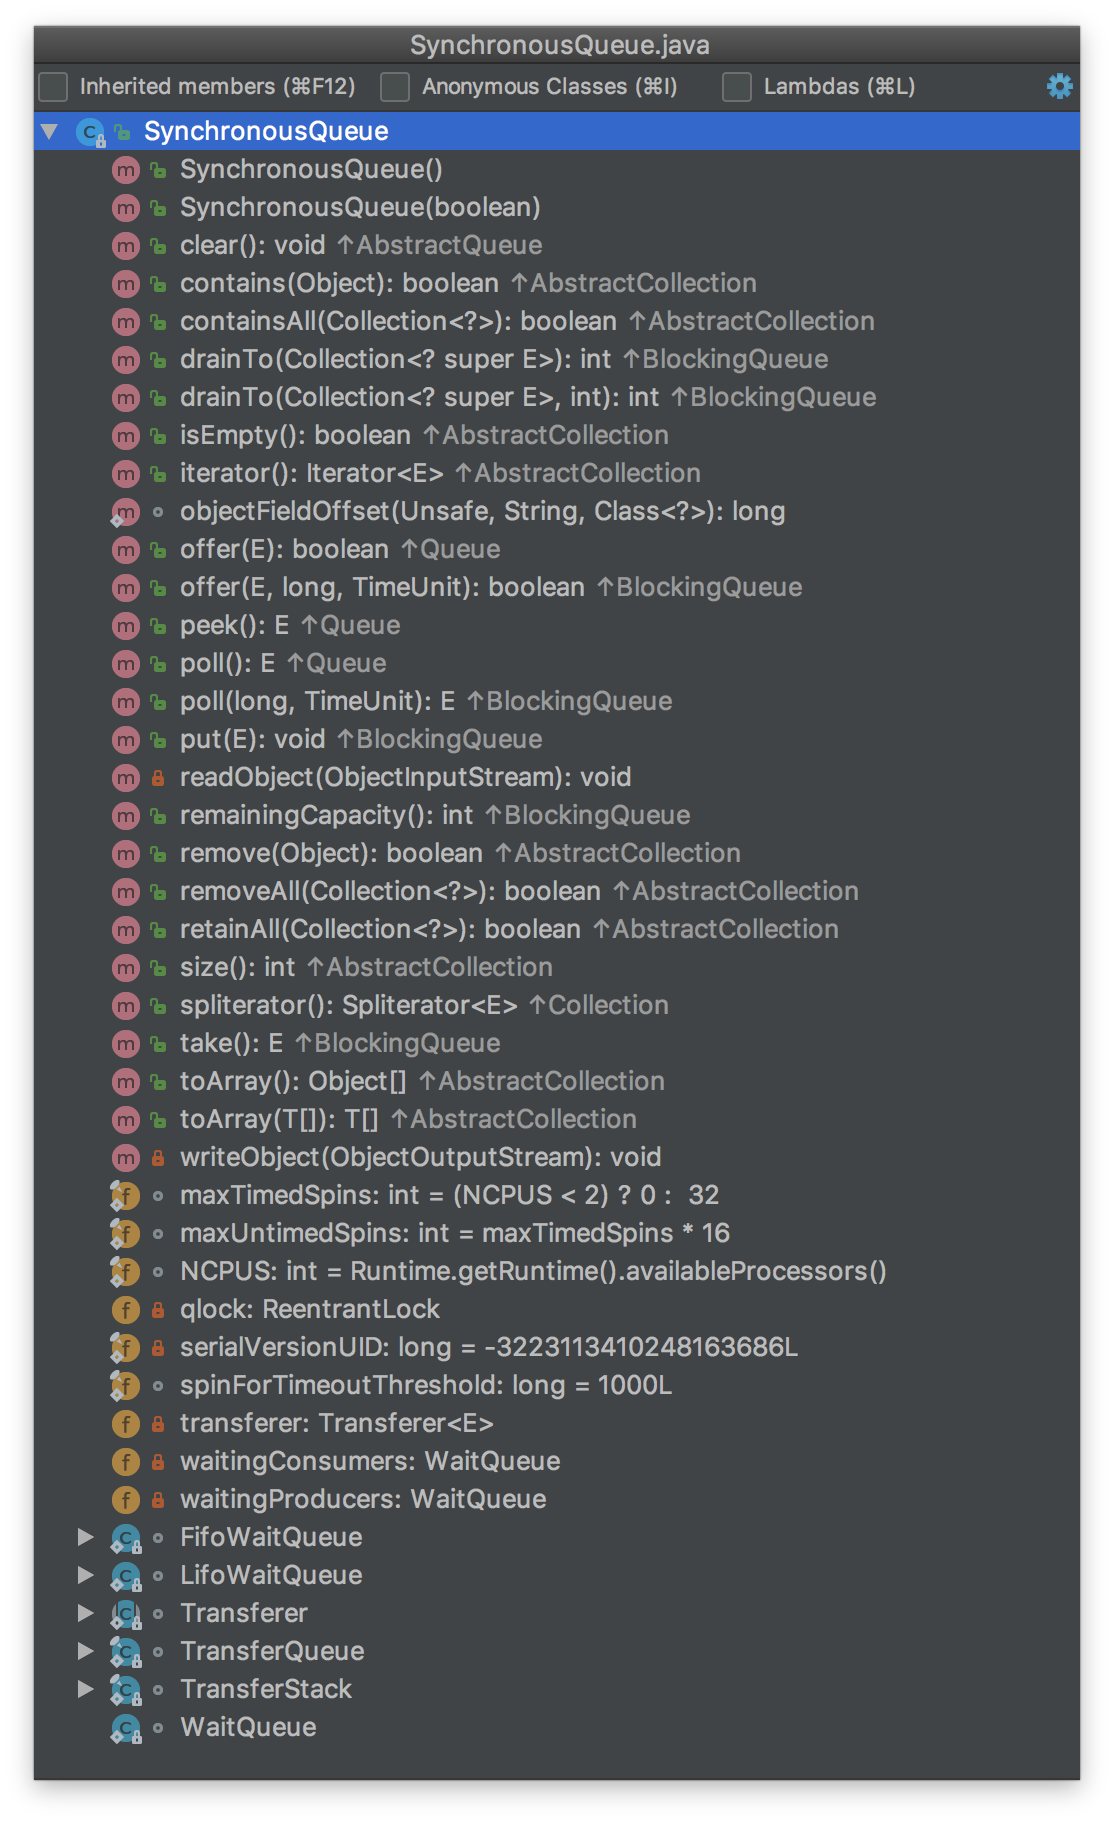 SynchronousQueue.java
Inherited members (⌘F12) Anonymous Classes (⌘I) Lambdas (⌘L)
SynchronousQueue
SynchronousQueue()
SynchronousQueue(boolean)
clear(): void ↑AbstractQueue
contains(Object): boolean ↑AbstractCollection
containsAll(Collection<?>): boolean ↑AbstractCollection
drainTo(Collection<? super E>): int ↑BlockingQueue
drainTo(Collection<? super E>, int): int ↑BlockingQueue
isEmpty(): boolean ↑AbstractCollection
iterator(): Iterator<E> ↑AbstractCollection
objectFieldOffset(Unsafe, String, Class<?>): long
offer(E): boolean ↑Queue
offer(E, long, TimeUnit): boolean ↑BlockingQueue
peek(): E ↑Queue
poll(): E ↑Queue
poll(long, TimeUnit): E ↑BlockingQueue
put(E): void ↑BlockingQueue
readObject(ObjectInputStream): void
remainingCapacity(): int ↑BlockingQueue
remove(Object): boolean ↑AbstractCollection
removeAll(Collection<?>): boolean ↑AbstractCollection
retainAll(Collection<?>): boolean ↑AbstractCollection
size(): int ↑AbstractCollection
spliterator(): Spliterator<E> ↑Collection
take(): E ↑BlockingQueue
toArray(): Object[] ↑AbstractCollection
toArray(T[]): T[] ↑AbstractCollection
writeObject(ObjectOutputStream): void
maxTimedSpins: int = (NCPUS < 2) ? 0 :  32
maxUntimedSpins: int = maxTimedSpins * 16
NCPUS: int = Runtime.getRuntime().availableProcessors()
qlock: ReentrantLock
serialVersionUID: long = -3223113410248163686L
spinForTimeoutThreshold: long = 1000L
transferer: Transferer<E>
waitingConsumers: WaitQueue
waitingProducers: WaitQueue
FifoWaitQueue
LifoWaitQueue
Transferer
TransferQueue
TransferStack
WaitQueue